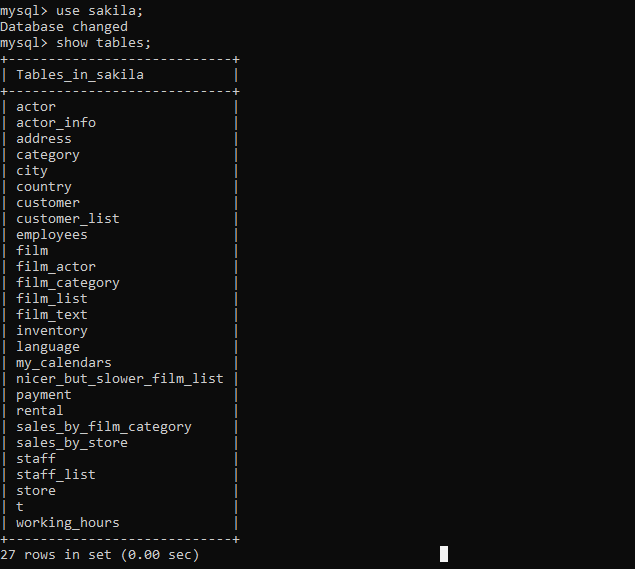 mysql> use sakila;
Database changed
mysql> show tables;
+----------------------------+
| Tables_in_sakila           |
+----------------------------+
| actor                      |
| actor_info                 |
| address                    |
| category                   |
| city                       |
| country                    |
| customer                   |
| customer_list              |
| employees                  |
| film                       |
| film_actor                 |
| film_category              |
| film_list                  |
| film_text                  |
| inventory                  |
| language                   |
| my_calendars               |
| nicer_but_slower_film_list |
| payment                    |
| rental                     |
| sales_by_film_category     |
| sales_by_store             |
| staff                      |
| staff_list                 |
| store                      |
| t                          |
| working_hours              |
+----------------------------+
27 rows in set (0.00 sec)